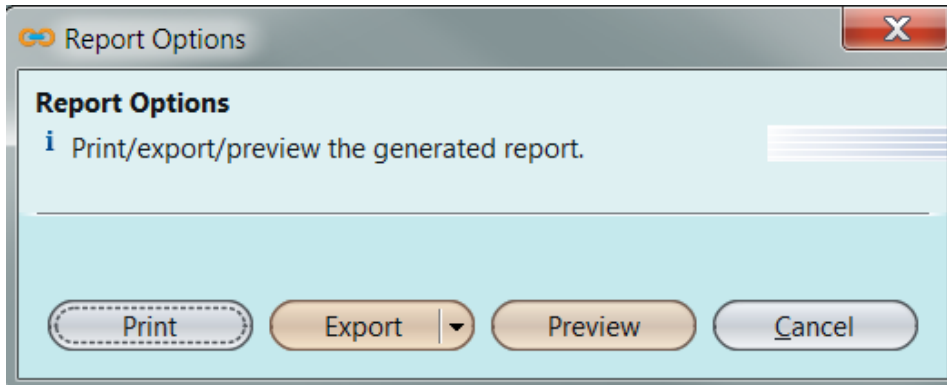 Report Options
Report Options
i Print/export/preview the generated report.
Print Export Preview Cancel